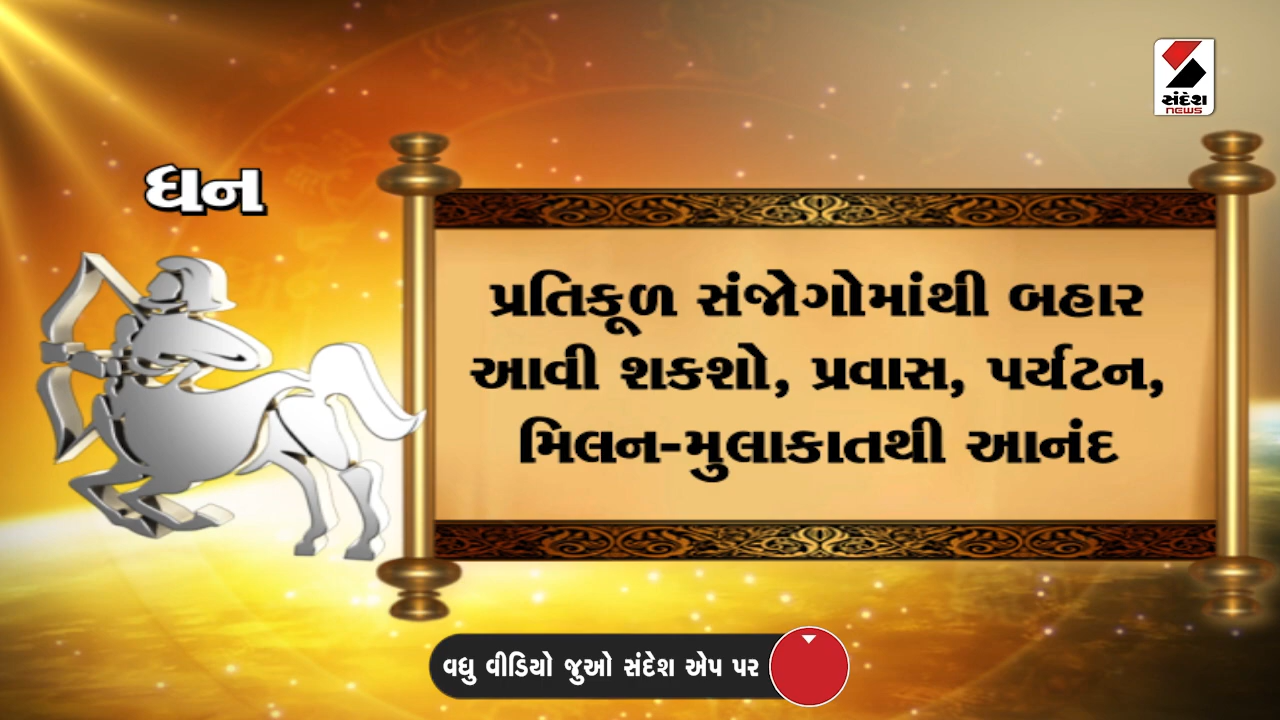 સંદેશ
NEWS
ધન
પ્રતિકૂળ સંજોગોમાંથી બહાર
આવી શકશો, પ્રવાસ, પર્યટન,
મિલન-મુલાકાતથી આનંદ
વધુ વીડિયો જુઓ સંદેશ એપ પર